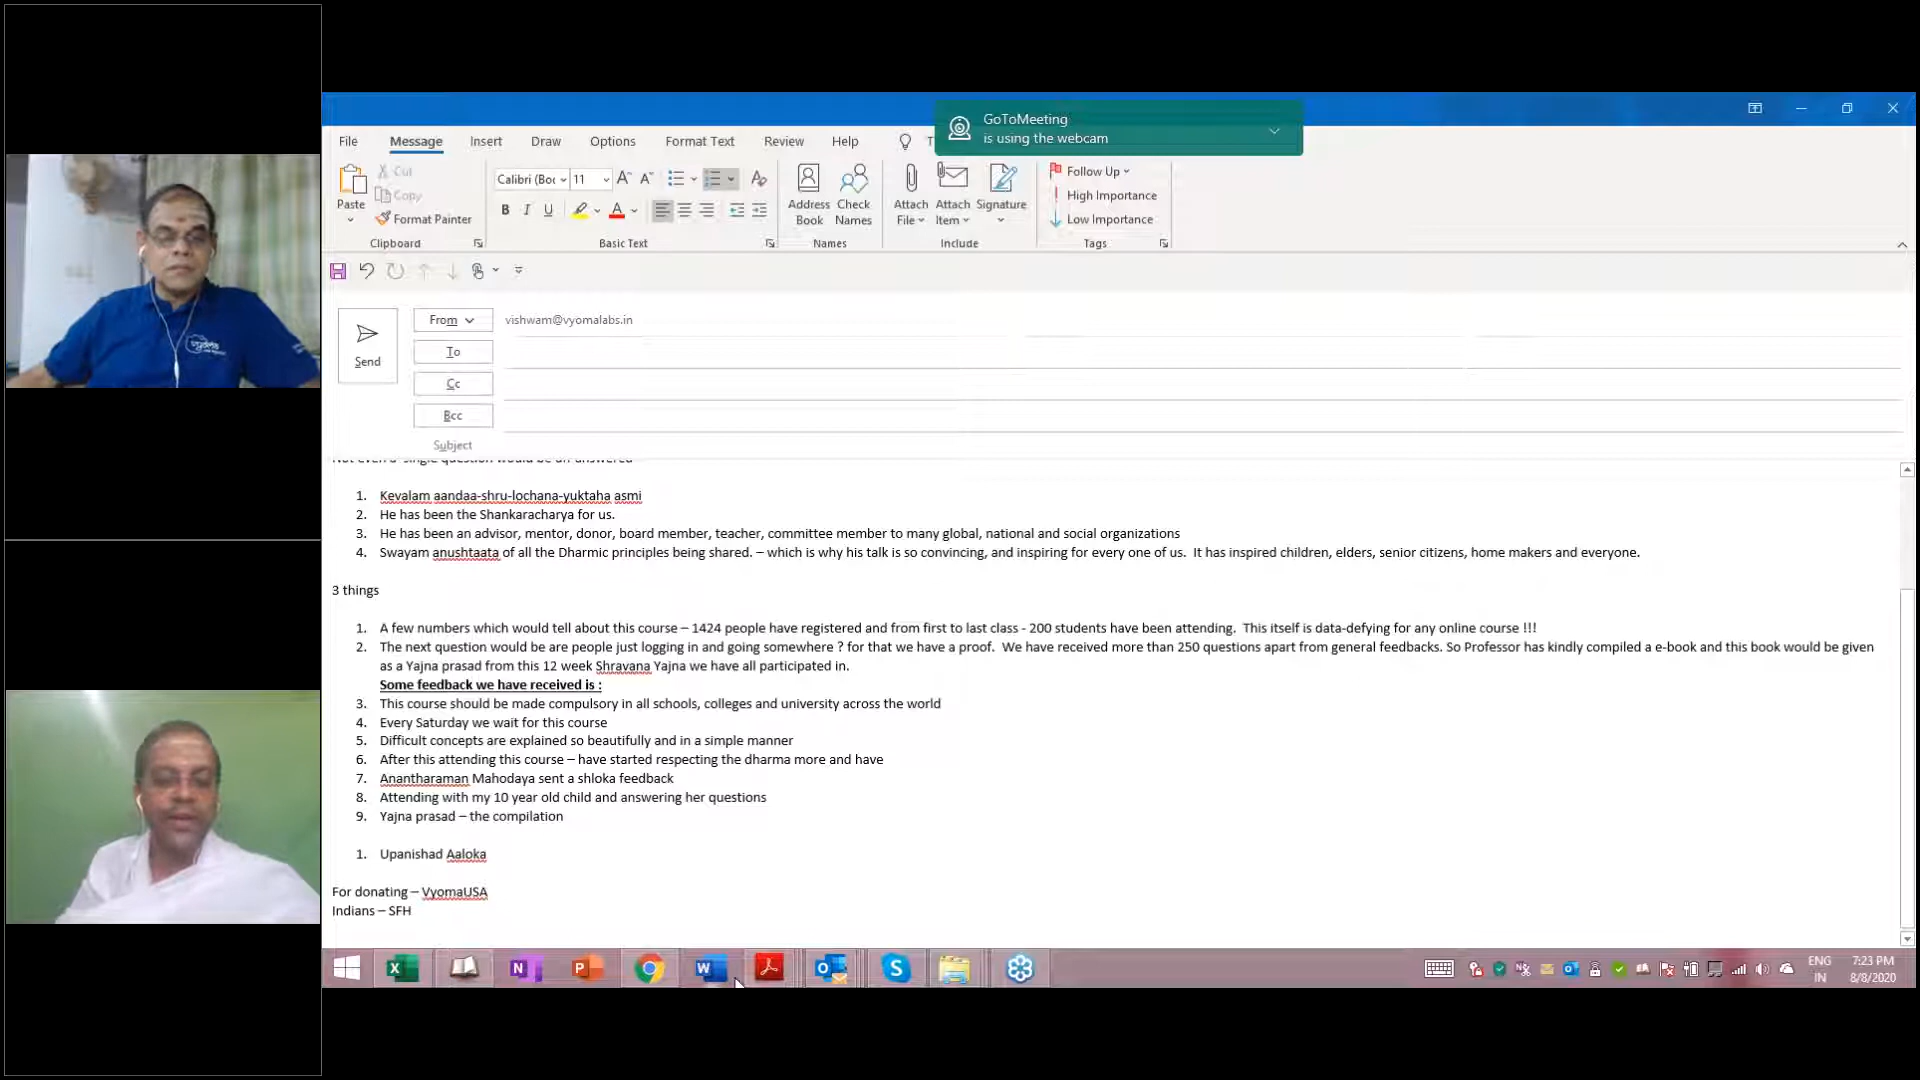 GoToMeeting
is using the webcam
File Message Insert Draw Options Format Text Review Help
Paste
Cut
Copy
Format Painter
Clipboard
Calibri (Boc 11
B I U
Basic Text
Address Book
Check Names
Names
Attach File
Attach Item
Signature
Include
Follow Up
High Importance
Low Importance
Tags
Send
From vishwam@vyomalabs.in
To
Cc
Bcc
Subject
1. Kevalam aandaa-shru-lochana-yuktaha asmi
2. He has been the Shankaracharya for us.
3. He has been an advisor, mentor, donor, board member, teacher, committee member to many global, national and social organizations
4. Swayam anushtaata of all the Dharmic principles being shared. – which is why his talk is so convincing, and inspiring for every one of us. It has inspired children, elders, senior citizens, home makers and everyone.
3 things
1. A few numbers which would tell about this course – 1424 people have registered and from first to last class - 200 students have been attending. This itself is data-defying for any online course !!!
2. The next question would be are people just logging in and going somewhere ? for that we have a proof. We have received more than 250 questions apart from general feedbacks. So Professor has kindly compiled a e-book and this book would be given
as a Yajna prasad from this 12 week Shravana Yajna we have all participated in.
Some feedback we have received is :
3. This course should be made compulsory in all schools, colleges and university across the world
4. Every Saturday we wait for this course
5. Difficult concepts are explained so beautifully and in a simple manner
6. After this attending this course – have started respecting the dharma more and have
7. Anantharaman Mahodaya sent a shloka feedback
8. Attending with my 10 year old child and answering her questions
9. Yajna prasad – the compilation
1. Upanishad Aaloka
For donating – VyomaUSA
Indians – SFH
ENG
IN
7:23 PM
8/8/2020